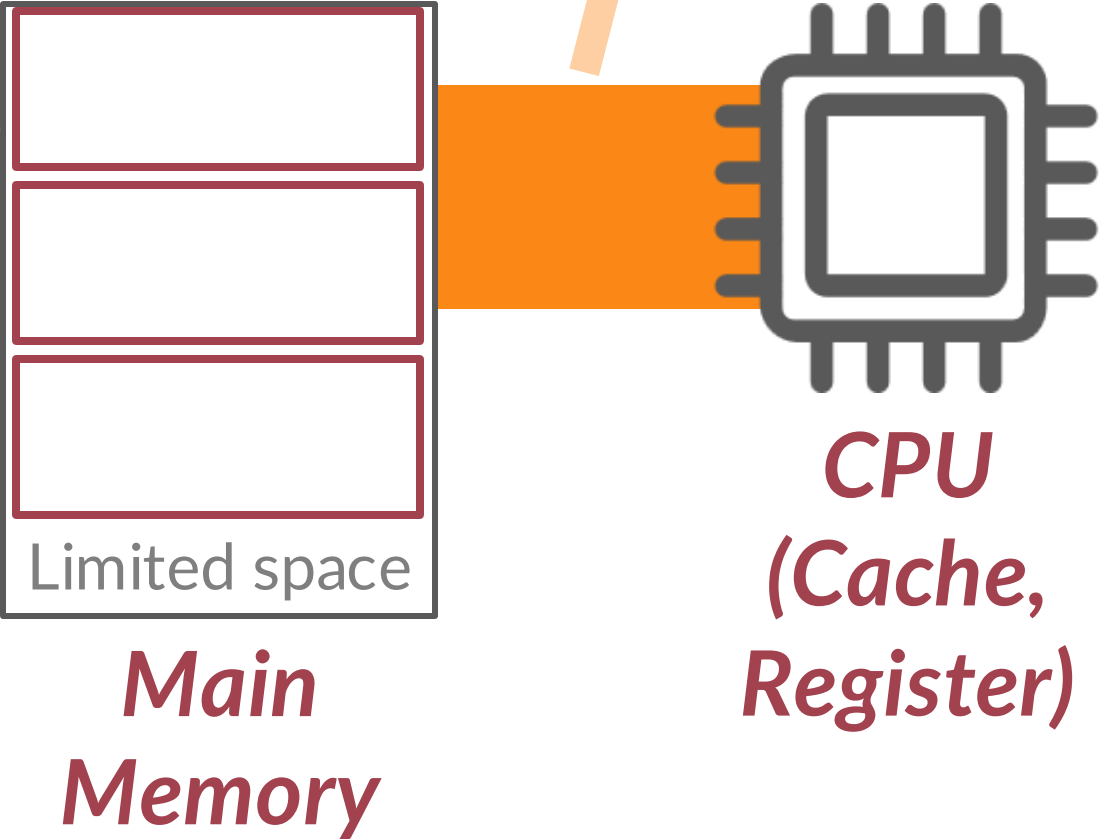 Limited space
Main
Memory
CPU
(Cache,
Register)